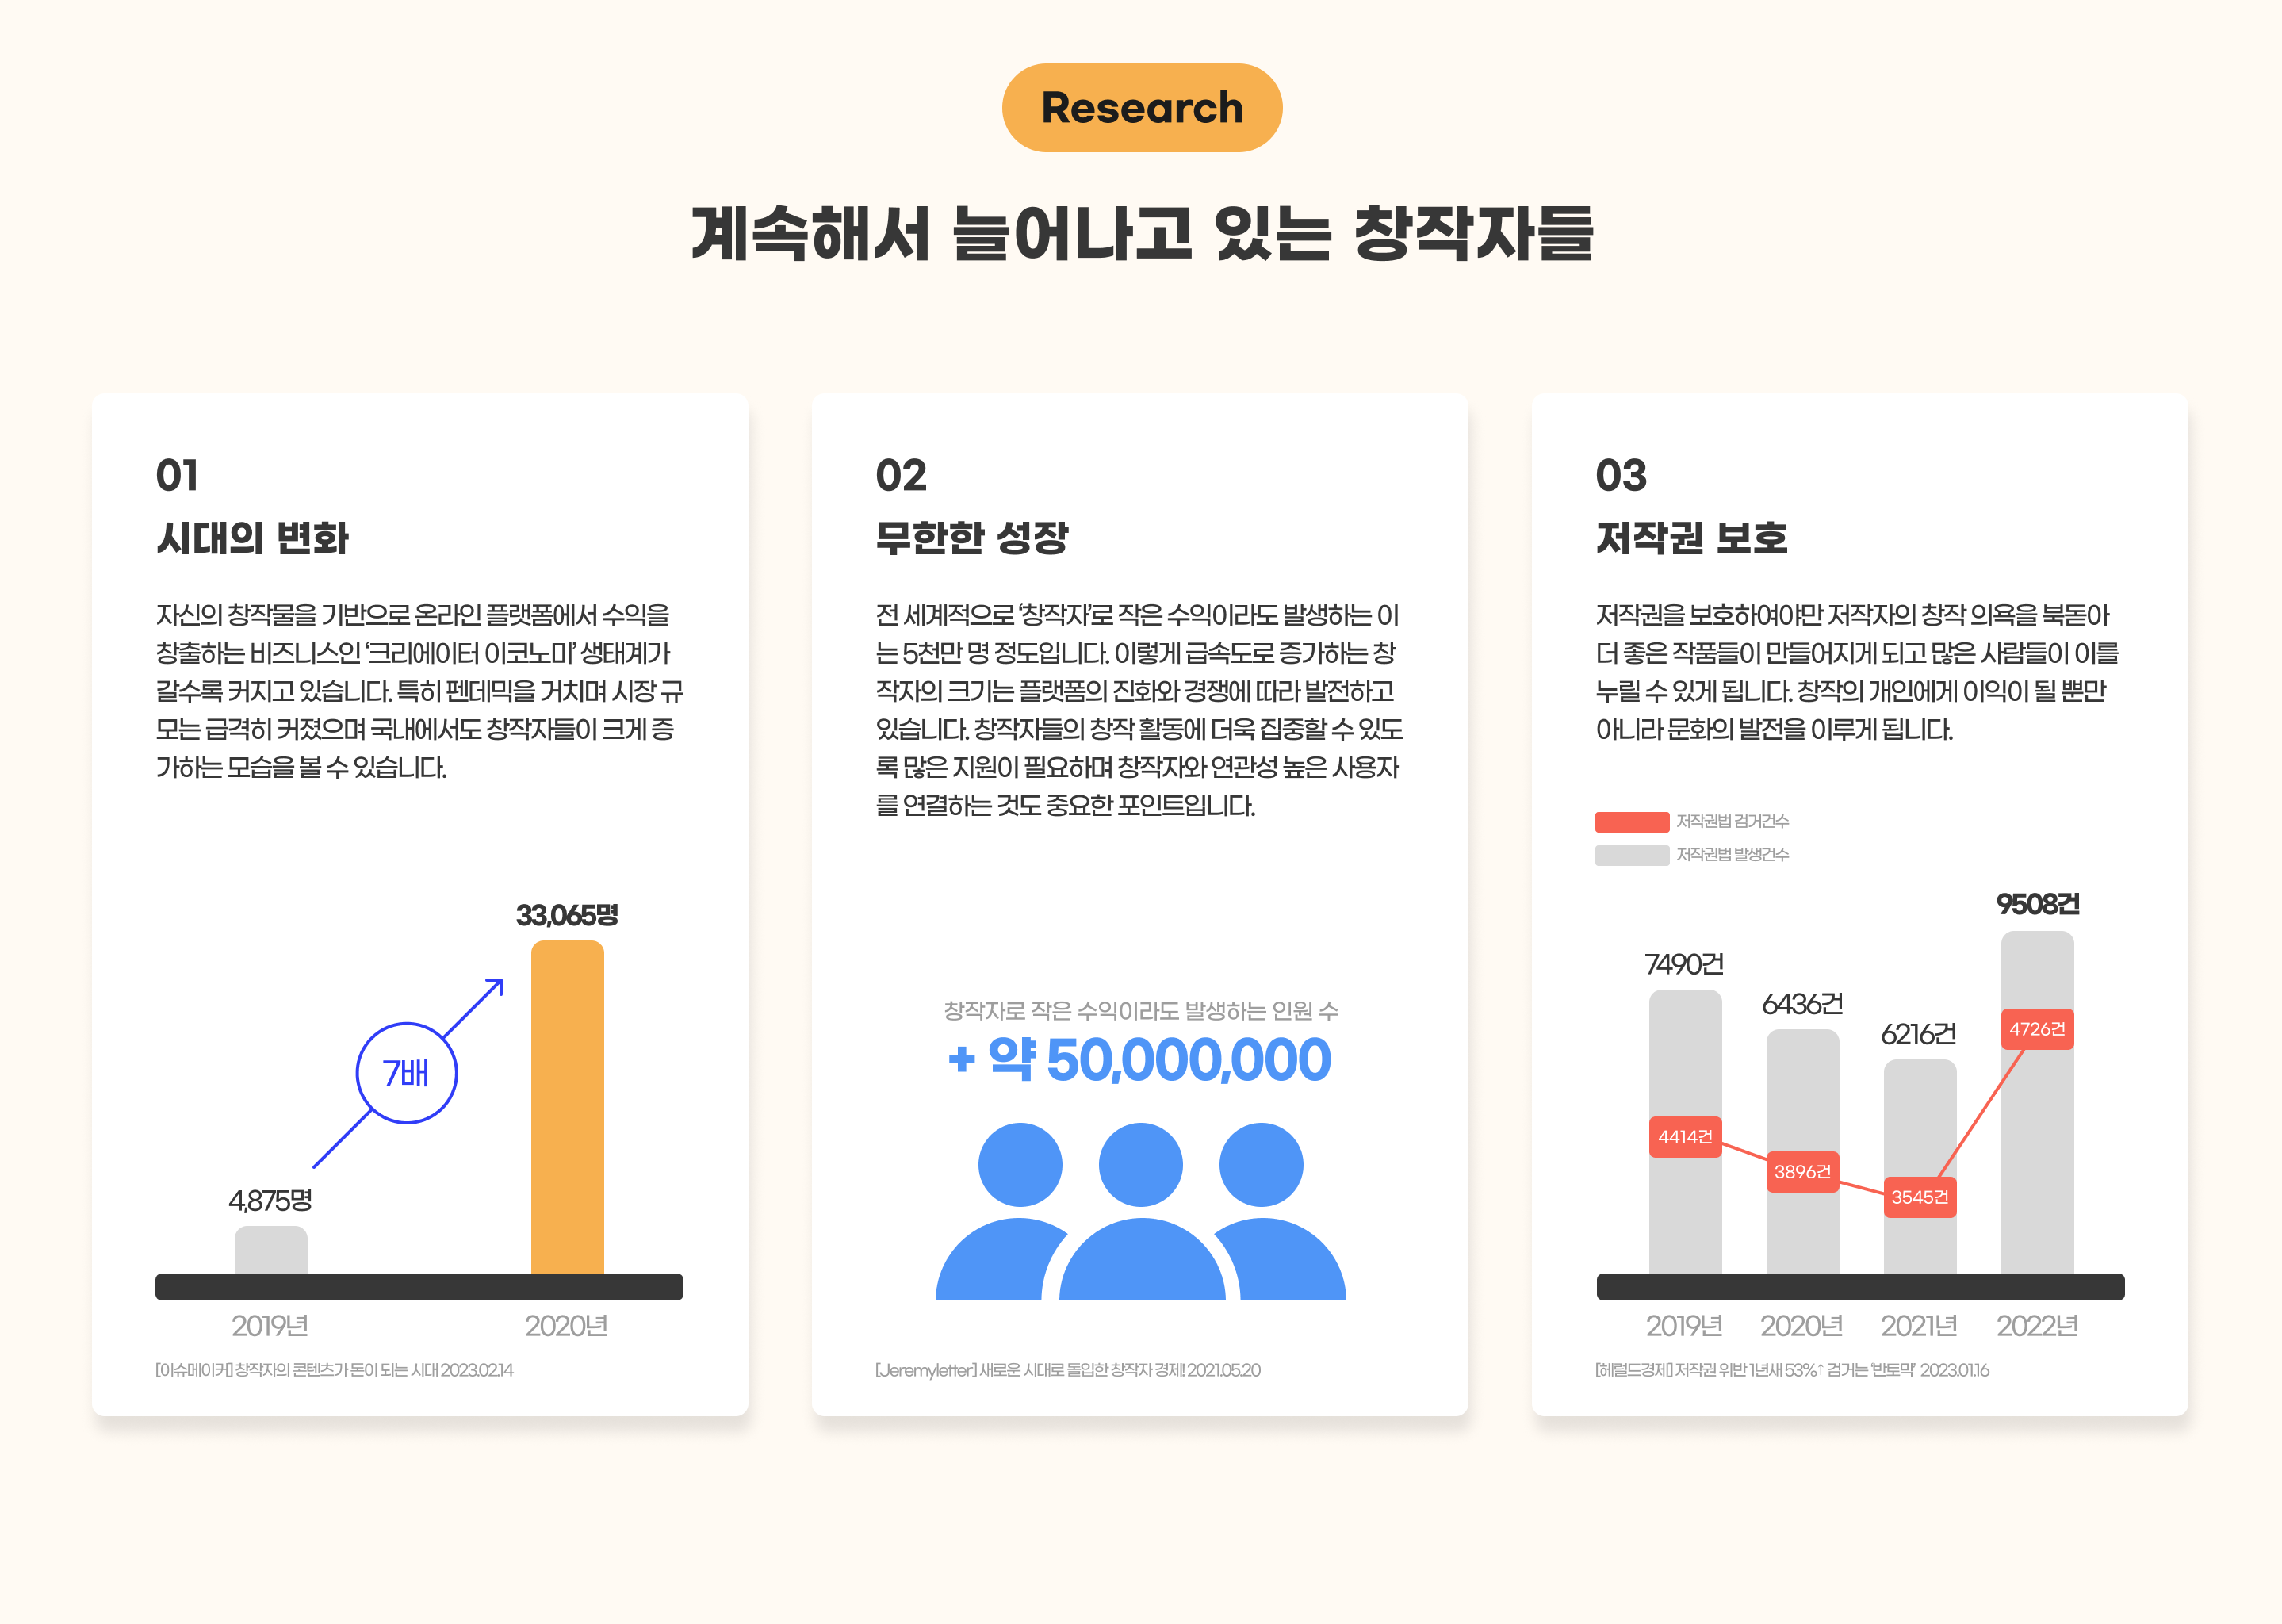 Research
계속해서 늘어나고 있는 창작자들
01
시대의 변화
자신의 창작물을 기반으로 온라인 플랫폼에서 수익을
창출하는 비즈니스인 ‘크리에이터 이코노미’ 생태계가
갈수록 커지고 있습니다. 특히 펜데믹을 거치며 시장 규
모는 급격히 커졌으며 국내에서도 창작자들이 크게 증
가하는 모습을 볼 수 있습니다.
33,065명
7배
4,875명
2019년
2020년
[이슈메이커] 창작자의 콘텐츠가 돈이 되는 시대 2023.02.14
02
무한한 성장
전 세계적으로 ‘창작자’로 작은 수익이라도 발생하는 이
는 5천만 명 정도입니다. 이렇게 급속도로 증가하는 창
작자의 크기는 플랫폼의 진화와 경쟁에 따라 발전하고
있습니다. 창작자들의 창작 활동에 더욱 집중할 수 있도
록 많은 지원이 필요하며 창작자와 연관성 높은 사용자
를 연결하는 것도 중요한 포인트입니다.
창작자로 작은 수익이라도 발생하는 인원 수
+ 약 50,000,000
[Jeremyletter] 새로운 시대로 돌입한 창작자 경제! 2021.05.20
03
저작권 보호
저작권을 보호하여야만 저작자의 창작 의욕을 북돋아
더 좋은 작품들이 만들어지게 되고 많은 사람들이 이를
누릴 수 있게 됩니다. 창작의 개인에게 이익이 될 뿐만
아니라 문화의 발전을 이루게 됩니다.
저작권법 검거건수
저작권법 발생건수
7490건
6436건
6216건
9508건
4414건
3896건
3545건
4726건
2019년
2020년
2021년
2022년
[헤럴드경제] 저작권 위반 1년새 53%↑ 검거는 ‘반토막’ 2023.01.16